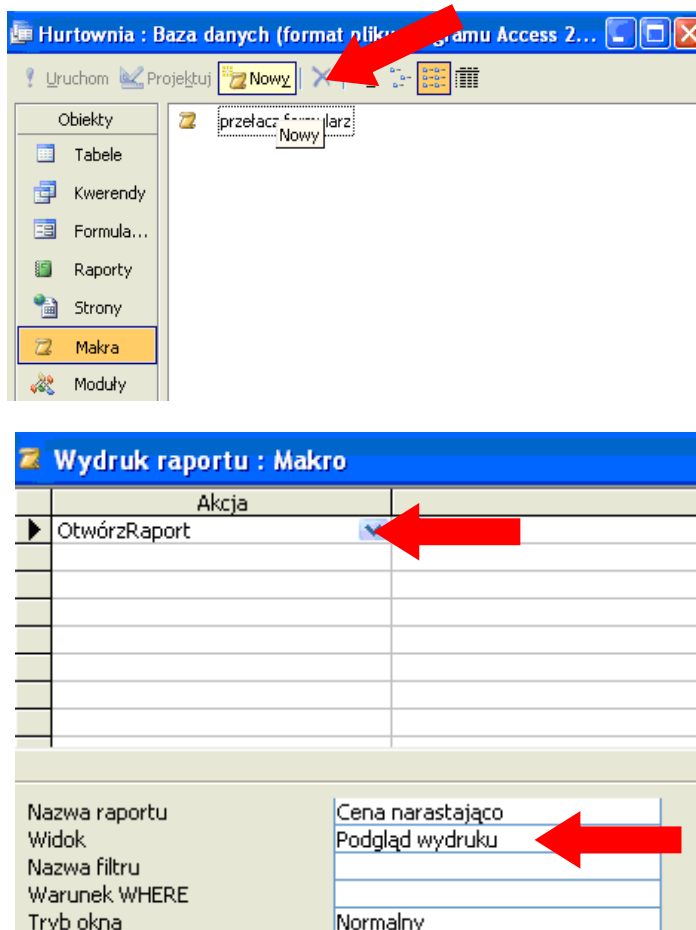 Hurtownia : Baza danych (format pliku programu Access 2...
Uruchom Projektuj Nowy
Obiekty
przełącz formularz
Nowy
Tabele
Kwerendy
Formula...
Raporty
Strony
Makra
Moduły
Wydruk raportu : Makro
Akcja
OtwórzRaport
Nazwa raportu Cena narastająco
Widok Podgląd wydruku
Nazwa filtru
Warunek WHERE
Tryb okna Normalny